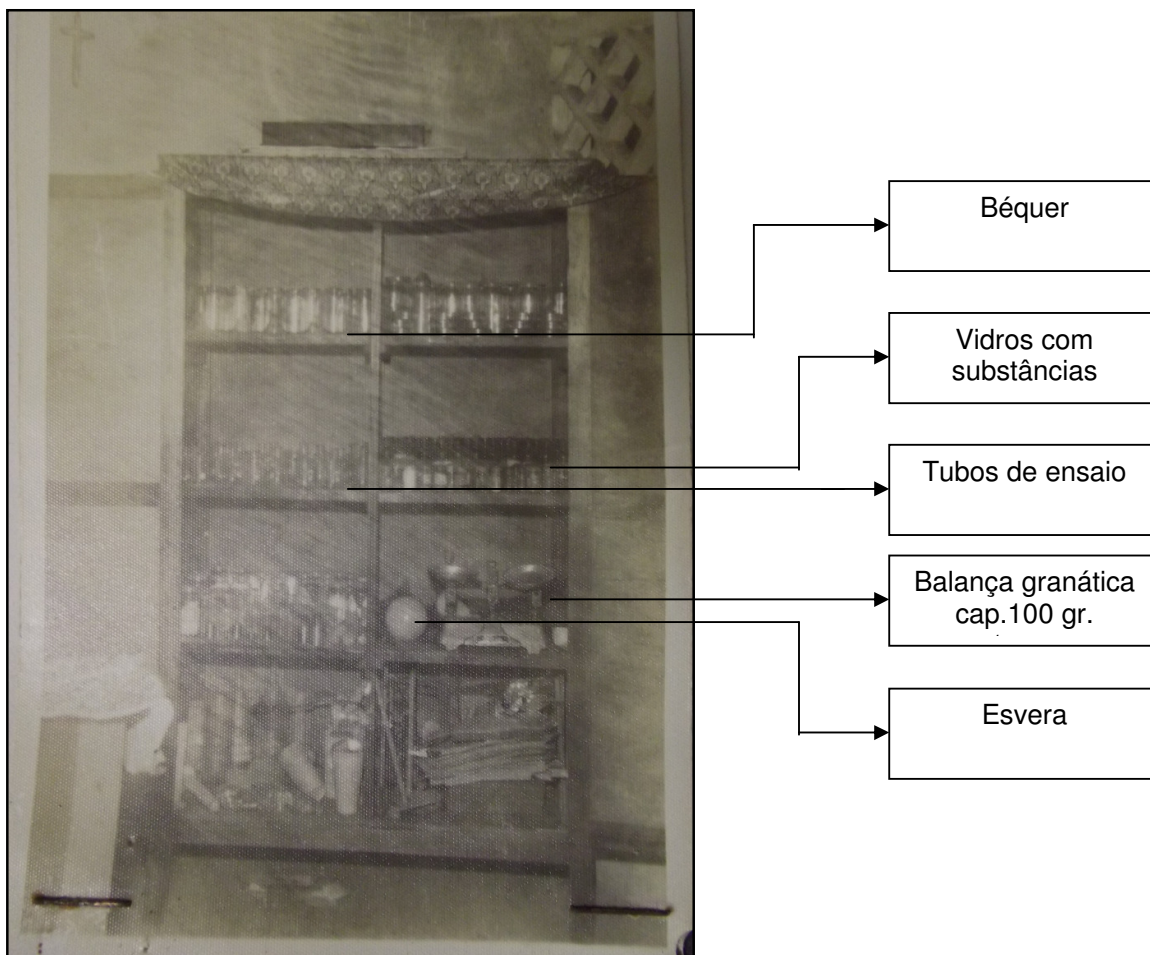 Béquer
Vidros com
substâncias
Tubos de ensaio
Balança granática
cap.100 gr.
Esvera